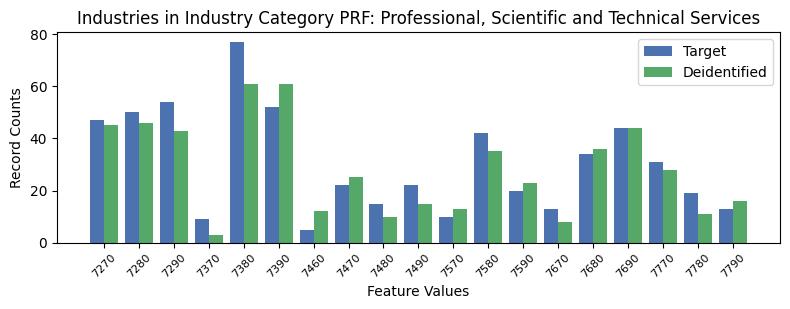 Industries in Industry Category PRF: Professional, Scientific and Technical Services
Target
Deidentified
Record Counts
80
60
40
20
0
7270 7280 7290 7370 7380 7390 7460 7470 7480 7490 7570 7580 7590 7670 7680 7690 7770 7780 7790
Feature Values